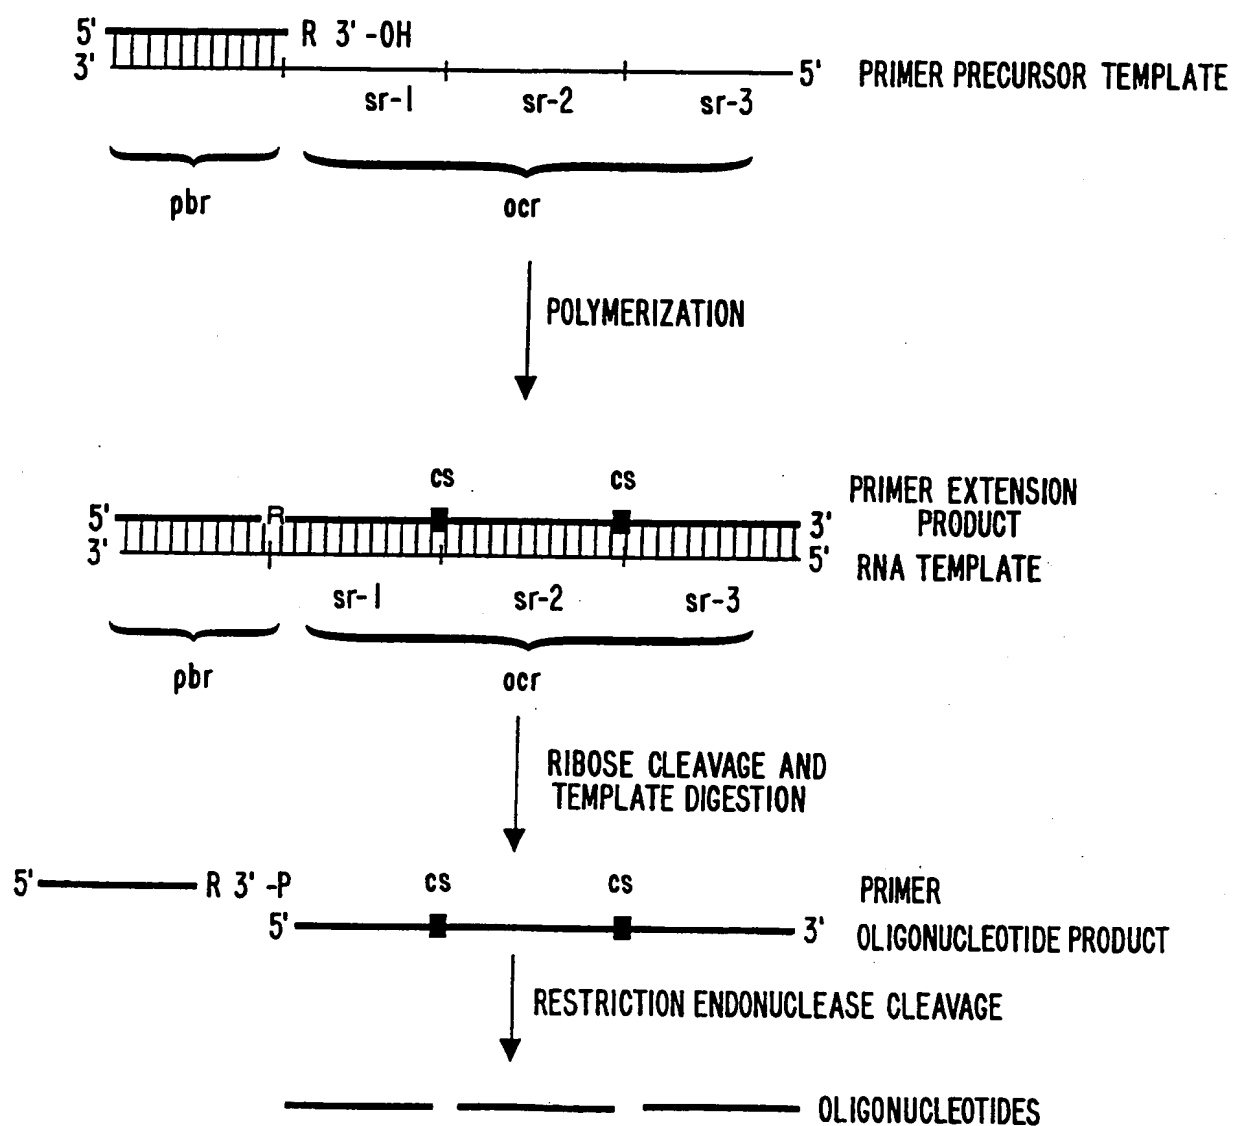 5' R 3'-OH
3' 5' PRIMER PRECURSOR TEMPLATE
sr-1 sr-2 sr-3
pbr ocr
POLYMERIZATION
cs cs
PRIMER EXTENSION
5' R 3' PRODUCT
3' 5' RNA TEMPLATE
sr-1 sr-2 sr-3
pbr ocr
RIBOSE CLEAVAGE AND
TEMPLATE DIGESTION
5' R 3'-P cs cs PRIMER
5' 3' OLIGONUCLEOTIDE PRODUCT
RESTRICTION ENDONUCLEASE CLEAVAGE
OLIGONUCLEOTIDES